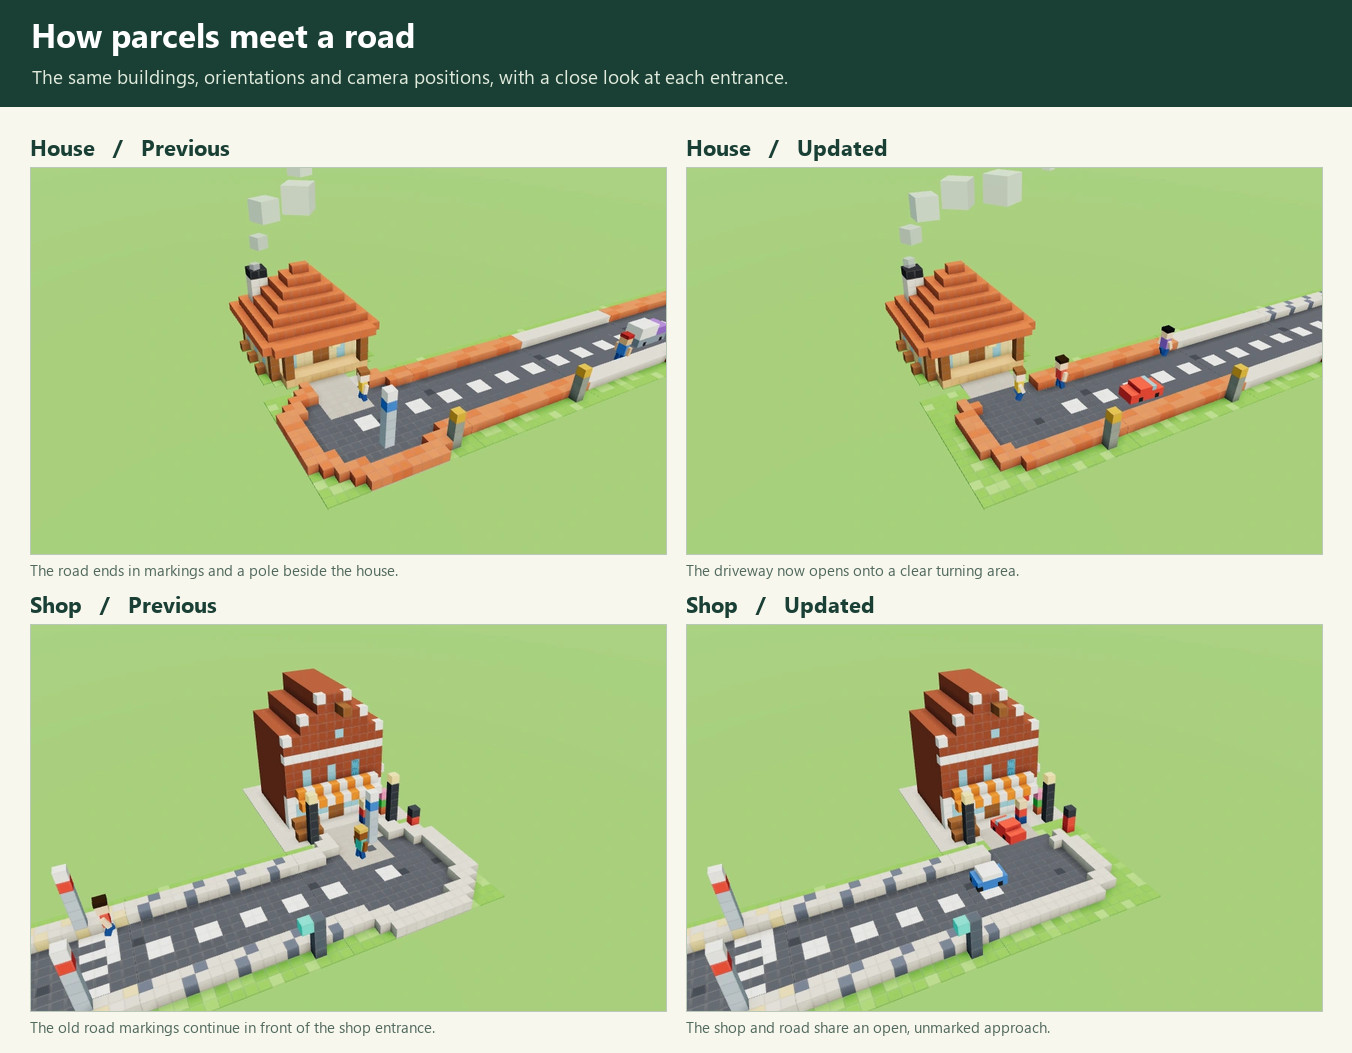 How parcels meet a road
The same buildings, orientations and camera positions, with a close look at each entrance.
House / Previous
House / Updated
The road ends in markings and a pole beside the house.
The driveway now opens onto a clear turning area.
Shop / Previous
Shop / Updated
The old road markings continue in front of the shop entrance.
The shop and road share an open, unmarked approach.